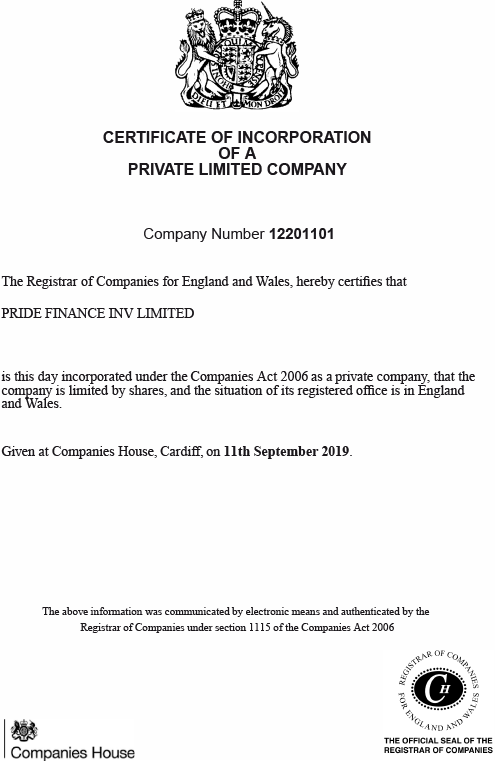 DIEU ET MON DROIT
CERTIFICATE OF INCORPORATION
OF A
PRIVATE LIMITED COMPANY
Company Number 12201101
The Registrar of Companies for England and Wales, hereby certifies that
PRIDE FINANCE INV LIMITED
is this day incorporated under the Companies Act 2006 as a private company, that the
company is limited by shares, and the situation of its registered office is in England
and Wales.
Given at Companies House, Cardiff, on 11th September 2019.
The above information was communicated by electronic means and authenticated by the
Registrar of Companies under section 1115 of the Companies Act 2006
REGISTRAR OF COMPANIES
FOR ENGLAND AND WALES
CH
THE OFFICIAL SEAL OF THE
REGISTRAR OF COMPANIES
Companies House